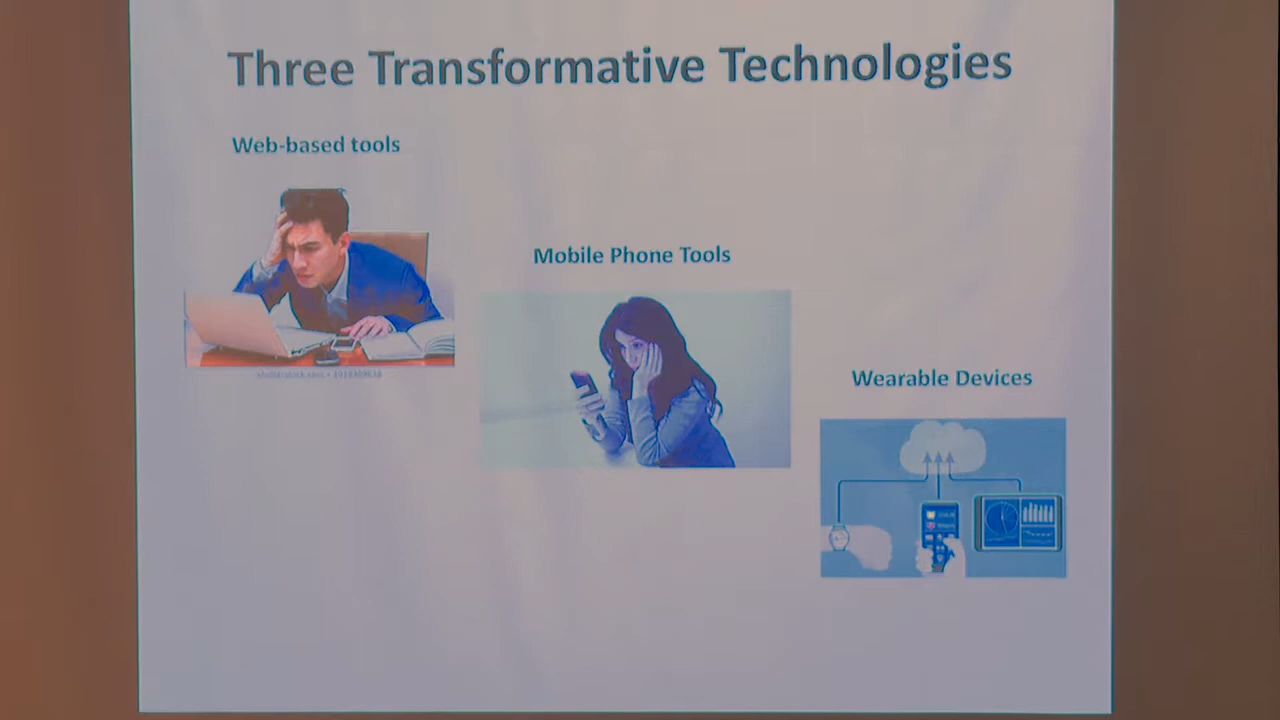 Three Transformative Technologies
Web-based tools
Mobile Phone Tools
Wearable Devices